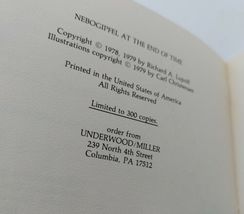 NEBOGIPFEL AT THE END OF TIME
Copyright © 1978, 1979 by Richard A. Lupoff
Illustrations copyright © 1979 by Carl Christensen
Printed in the United States of America
All Rights Reserved
Limited to 300 copies.
order from
UNDERWOOD/MILLER
239 North 4th Street
Columbia, PA 17512